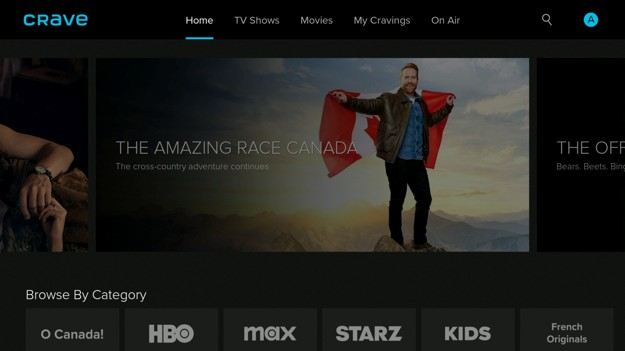 CRAVE
Home
TV Shows
Movies
My Cravings
On Air
A
THE AMAZING RACE CANADA
The cross-country adventure continues
THE OFF
Bears. Beets. Bing
Browse By Category
O Canada!
HBO
max
STARZ
KIDS
French
Originals